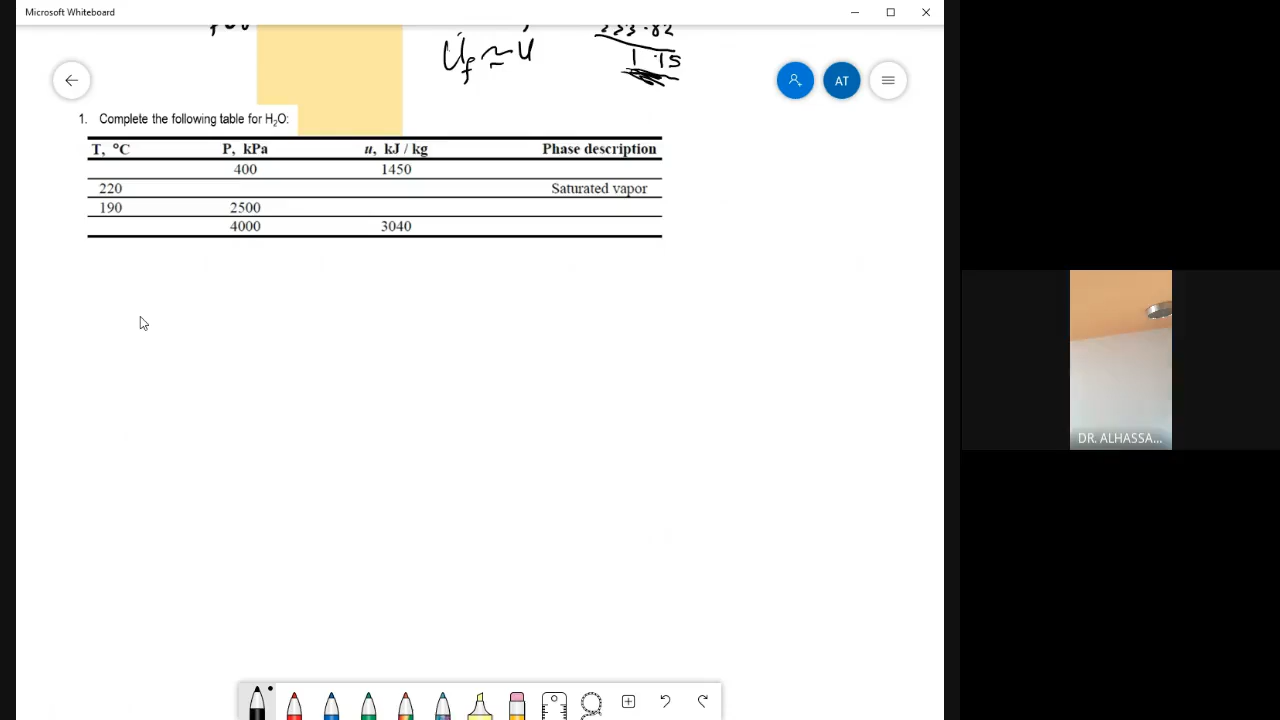 Microsoft Whiteboard
Uf ≈ U
1.15
AT
1. Complete the following table for H₂O:
T, °C P, kPa u, kJ / kg Phase description
400 1450
220 Saturated vapor
190 2500
4000 3040
DR. ALHASSA...